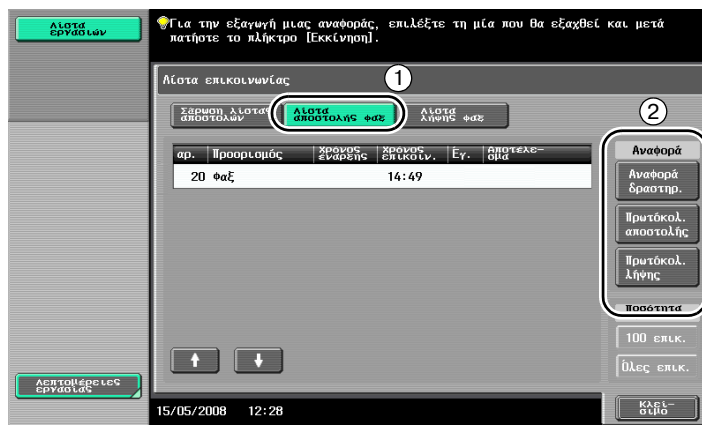 Λίστα
εργασιών
Για την εξαγωγή μιας αναφοράς, επιλέξτε τη μία που θα εξαχθεί και μετά
πατήστε το πλήκτρο [Εκκίνηση].
Λίστα επικοινωνίας
1
Σάρωση λίστας
αποστολών
Λίστα
αποστολής φαξ
Λίστα
λήψης φαξ
2
αρ. Προορισμός Χρόνος έναρξης Χρόνος επικοιν. Έγ. Αποτέλε-σμα
20 Φαξ 14:49
Αναφορά
Αναφορά
δραστηρ.
Πρωτόκολ.
αποστολής
Πρωτόκολ.
λήψης
Ποσότητα
100 επικ.
Όλες επικ.
Λεπτομέρειες
εργασίας
15/05/2008 12:28
Κλεί-
σιμο